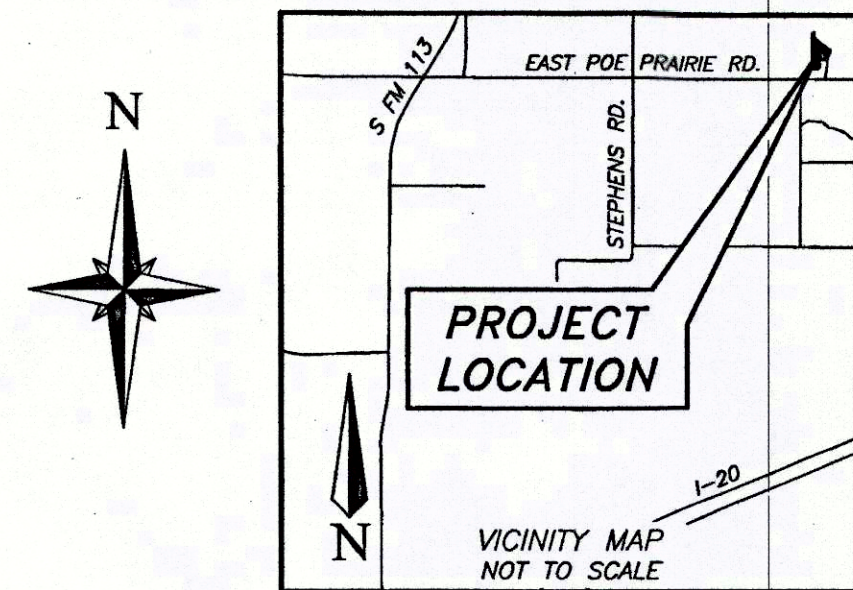 N
S FM 113
EAST POE PRAIRIE RD.
STEPHENS RD.
PROJECT
LOCATION
I-20
N
VICINITY MAP
NOT TO SCALE